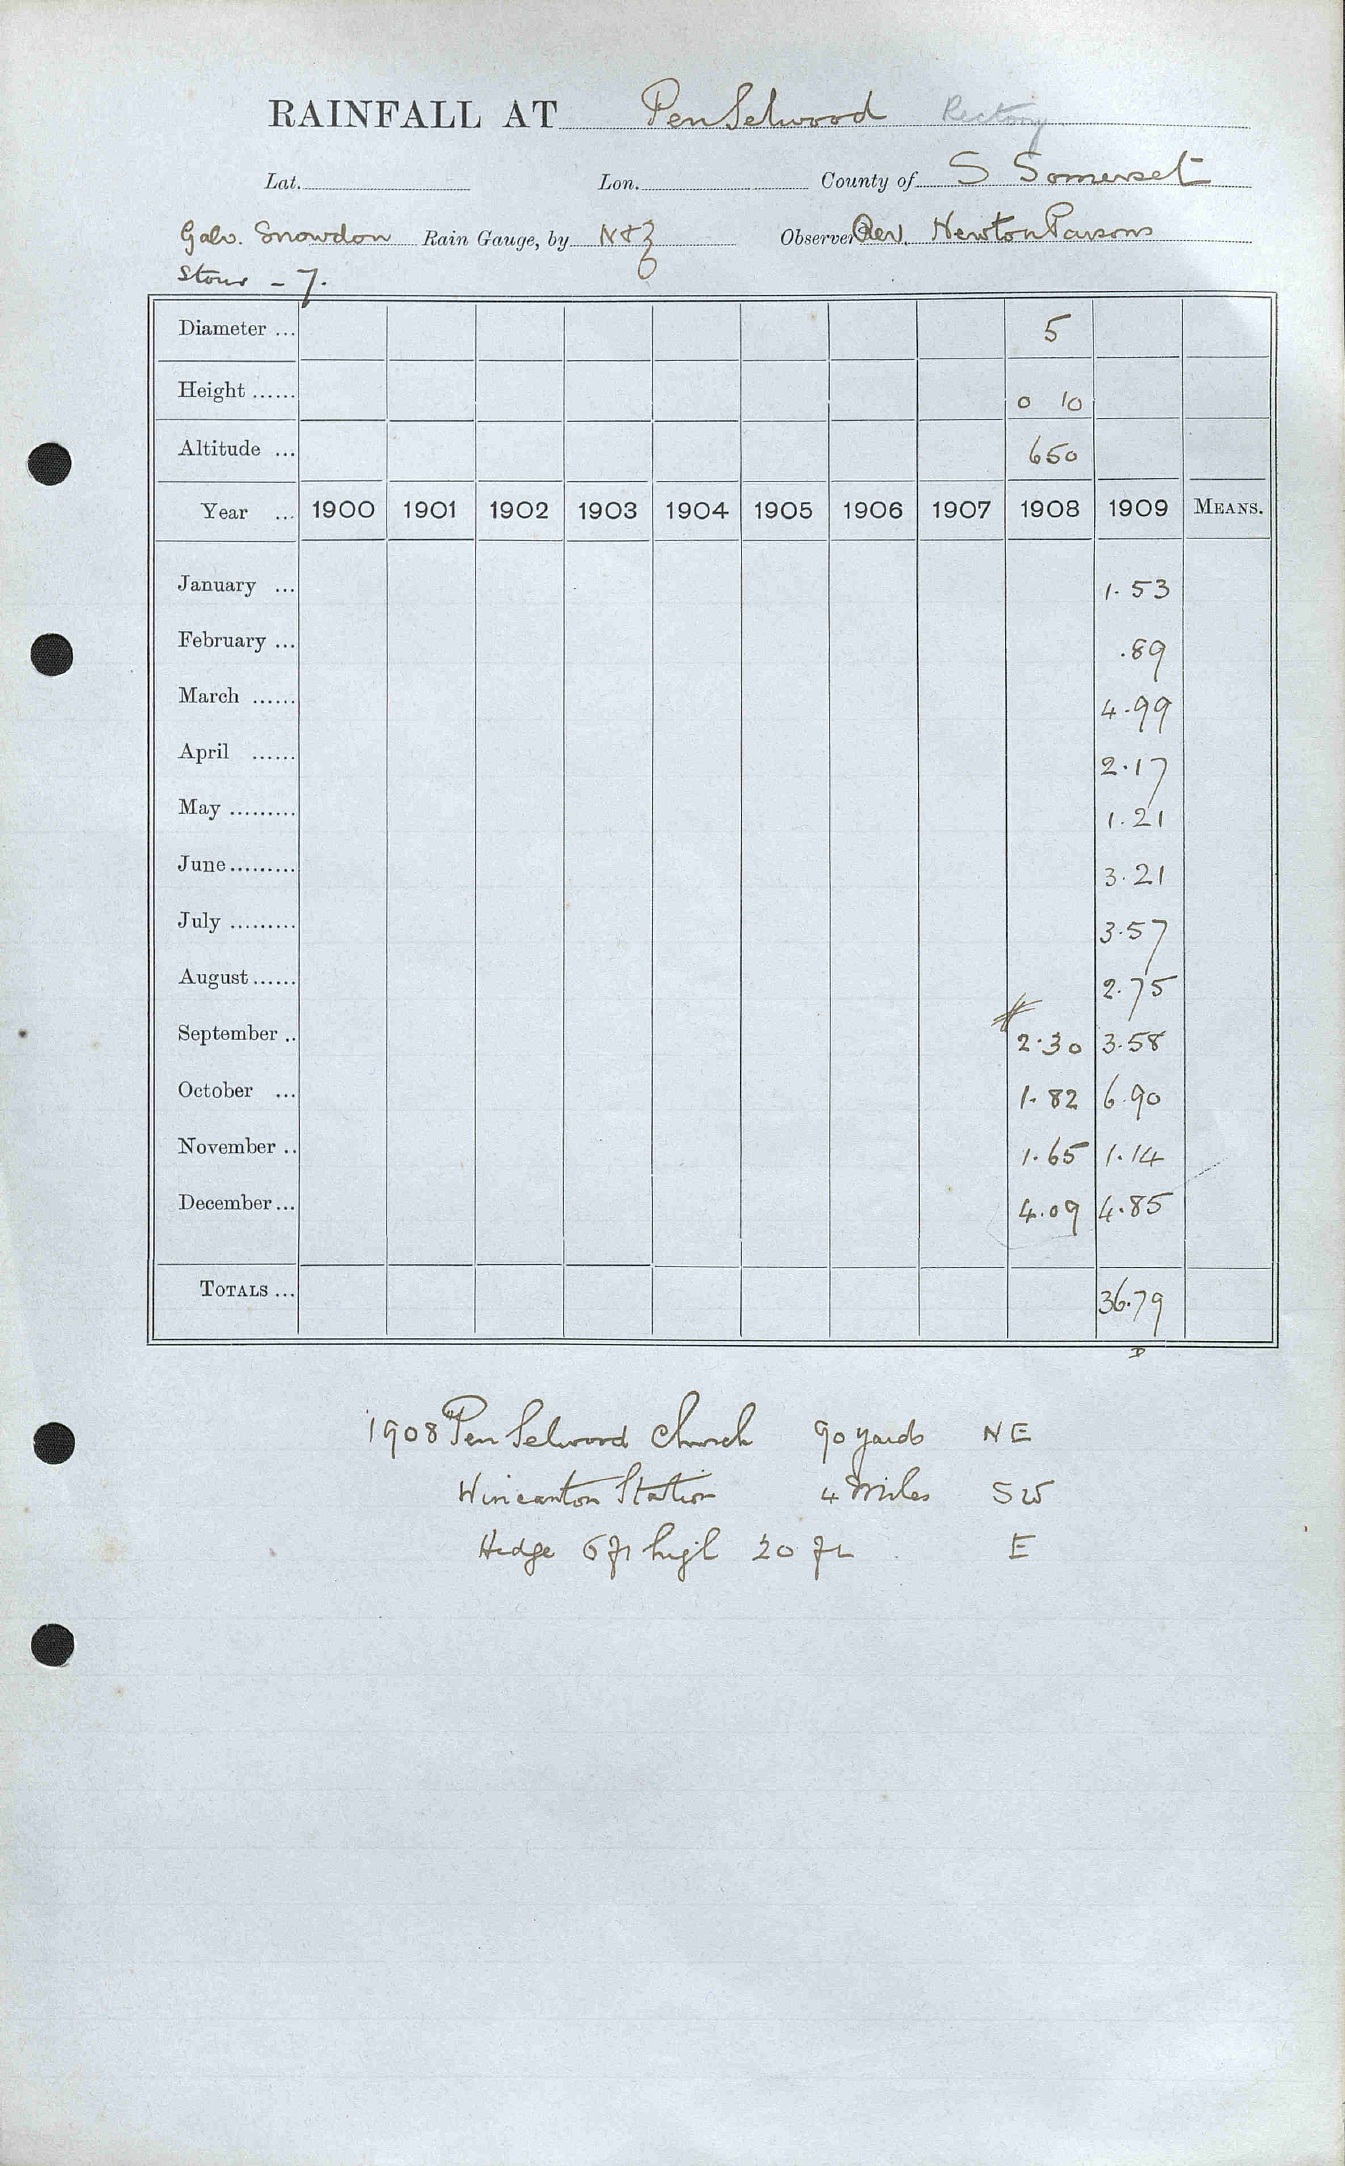 RAINFALL AT PenSelwood Rectory
Lat. Lon. County of S Somerset
Galv. Snowdon Rain Gauge, by N & Z Observer Rev. Newton Parsons
Stour - 7.
Diameter ... 5
Height ...... 0 10
Altitude ... 650
Year ... 1900 1901 1902 1903 1904 1905 1906 1907 1908 1909 MEANS.
January ... 1.53
February ... .89
March ...... 4.99
April ...... 2.17
May ......... 1.21
June......... 3.21
July ......... 3.57
August...... 2.75
September .. 2.30 3.58
October ... 1.82 6.90
November .. 1.65 1.14
December... 4.09 4.85
TOTALS ... 36.79
D
1908 Pen Selwood Church 90 yards NE
Wincanton Station 4 Miles SW
Hedge 6 ft high 20 ft E